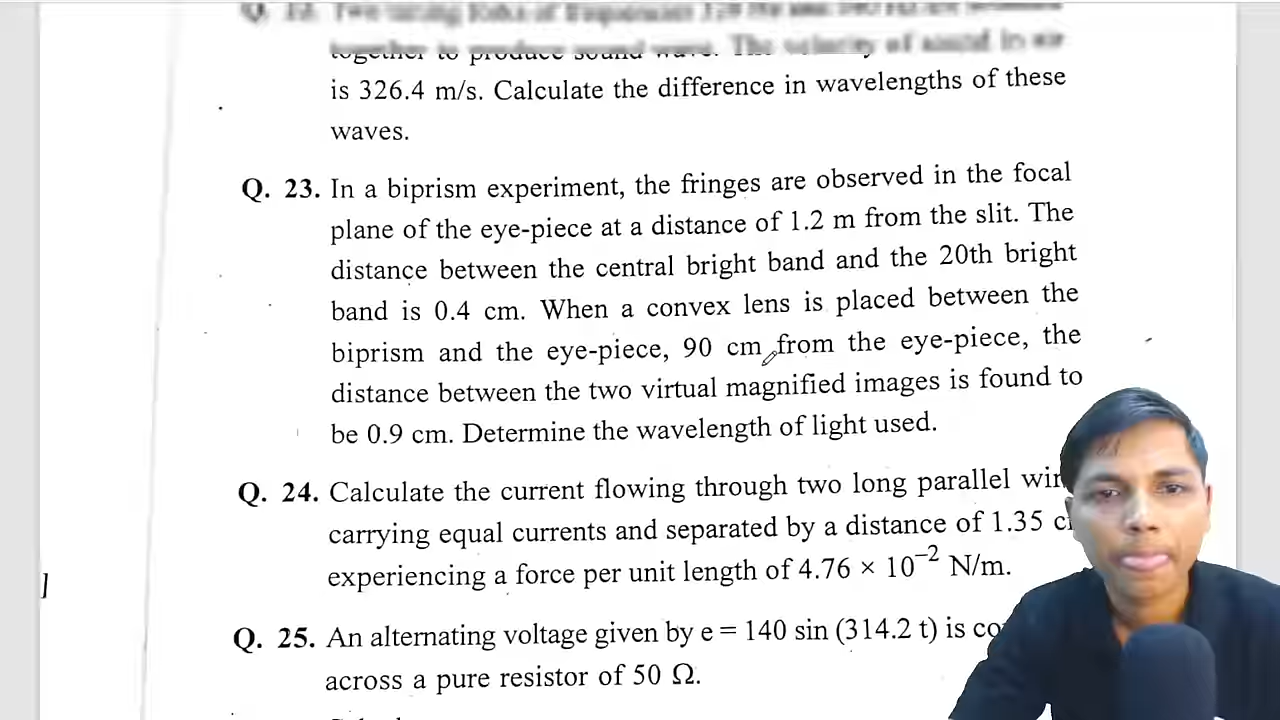 is 326.4 m/s. Calculate the difference in wavelengths of these
waves.
Q. 23. In a biprism experiment, the fringes are observed in the focal
plane of the eye-piece at a distance of 1.2 m from the slit. The
distance between the central bright band and the 20th bright
band is 0.4 cm. When a convex lens is placed between the
biprism and the eye-piece, 90 cm from the eye-piece, the
distance between the two virtual magnified images is found to
be 0.9 cm. Determine the wavelength of light used.
Q. 24. Calculate the current flowing through two long parallel
carrying equal currents and separated by a distance of 1.35
experiencing a force per unit length of 4.76 × 10⁻² N/m.
Q. 25. An alternating voltage given by e = 140 sin (314.2 t) is
across a pure resistor of 50 Ω.